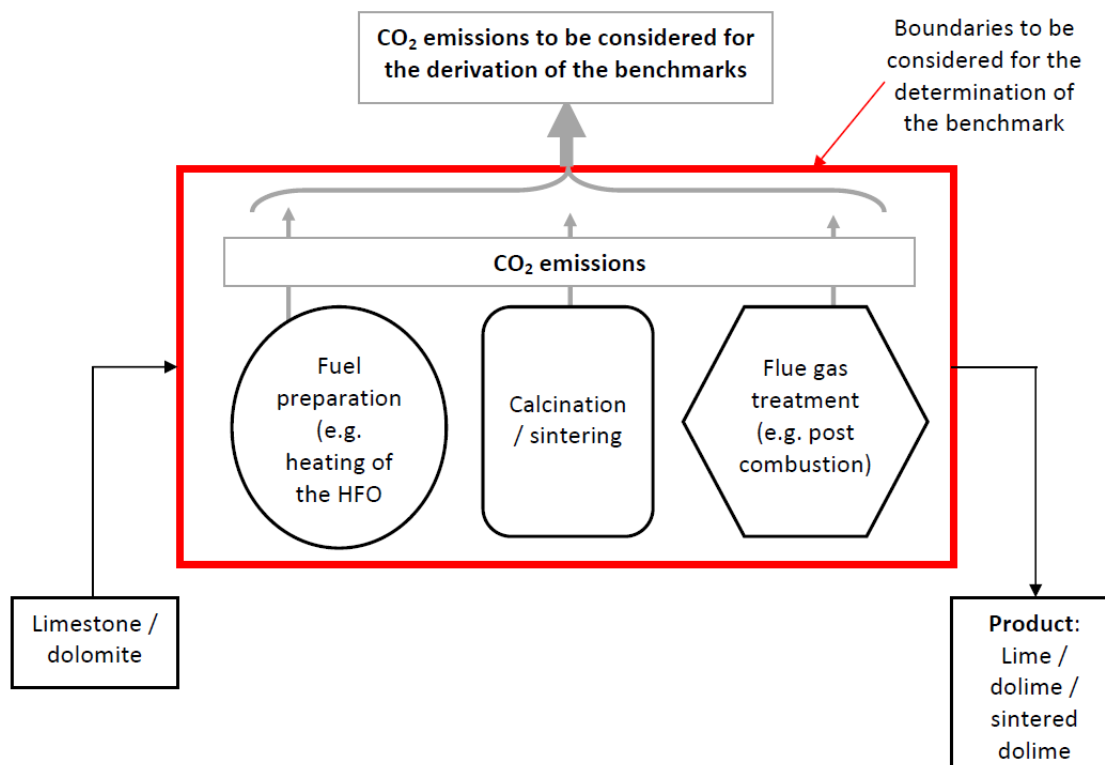 CO₂ emissions to be considered for
the derivation of the benchmarks
Boundaries to be
considered for the
determination of
the benchmark
CO₂ emissions
Fuel
preparation
(e.g.
heating of
the HFO
Calcination
/ sintering
Flue gas
treatment
(e.g. post
combustion)
Limestone /
dolomite
Product:
Lime /
dolime /
sintered
dolime